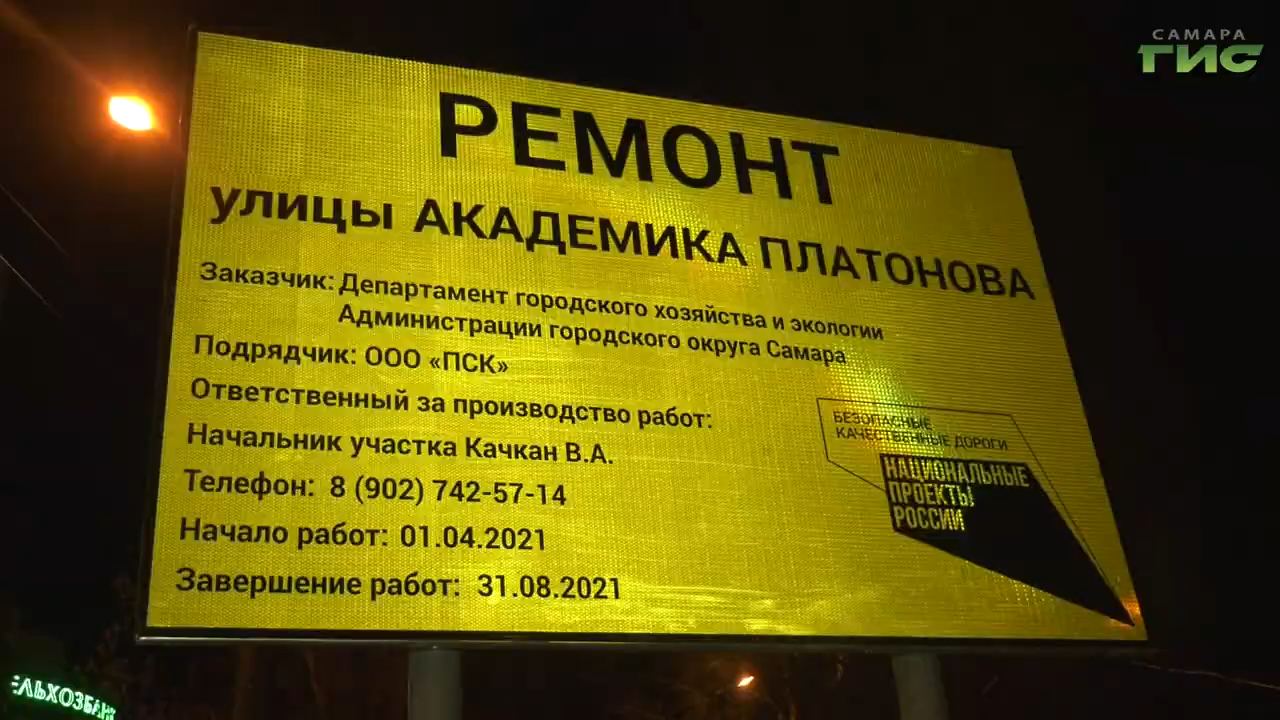 САМАРА
ГИС
РЕМОНТ
улицы АКАДЕМИКА ПЛАТОНОВА
Заказчик: Департамент городского хозяйства и экологии
Администрации городского округа Самара
Подрядчик: ООО «ПСК»
Ответственный за производство работ:
Начальник участка Качкан В.А.
Телефон: 8 (902) 742-57-14
Начало работ: 01.04.2021
Завершение работ: 31.08.2021
БЕЗОПАСНЫЕ
КАЧЕСТВЕННЫЕ ДОРОГИ
НАЦИОНАЛЬНЫЕ
ПРОЕКТЫ
РОССИИ